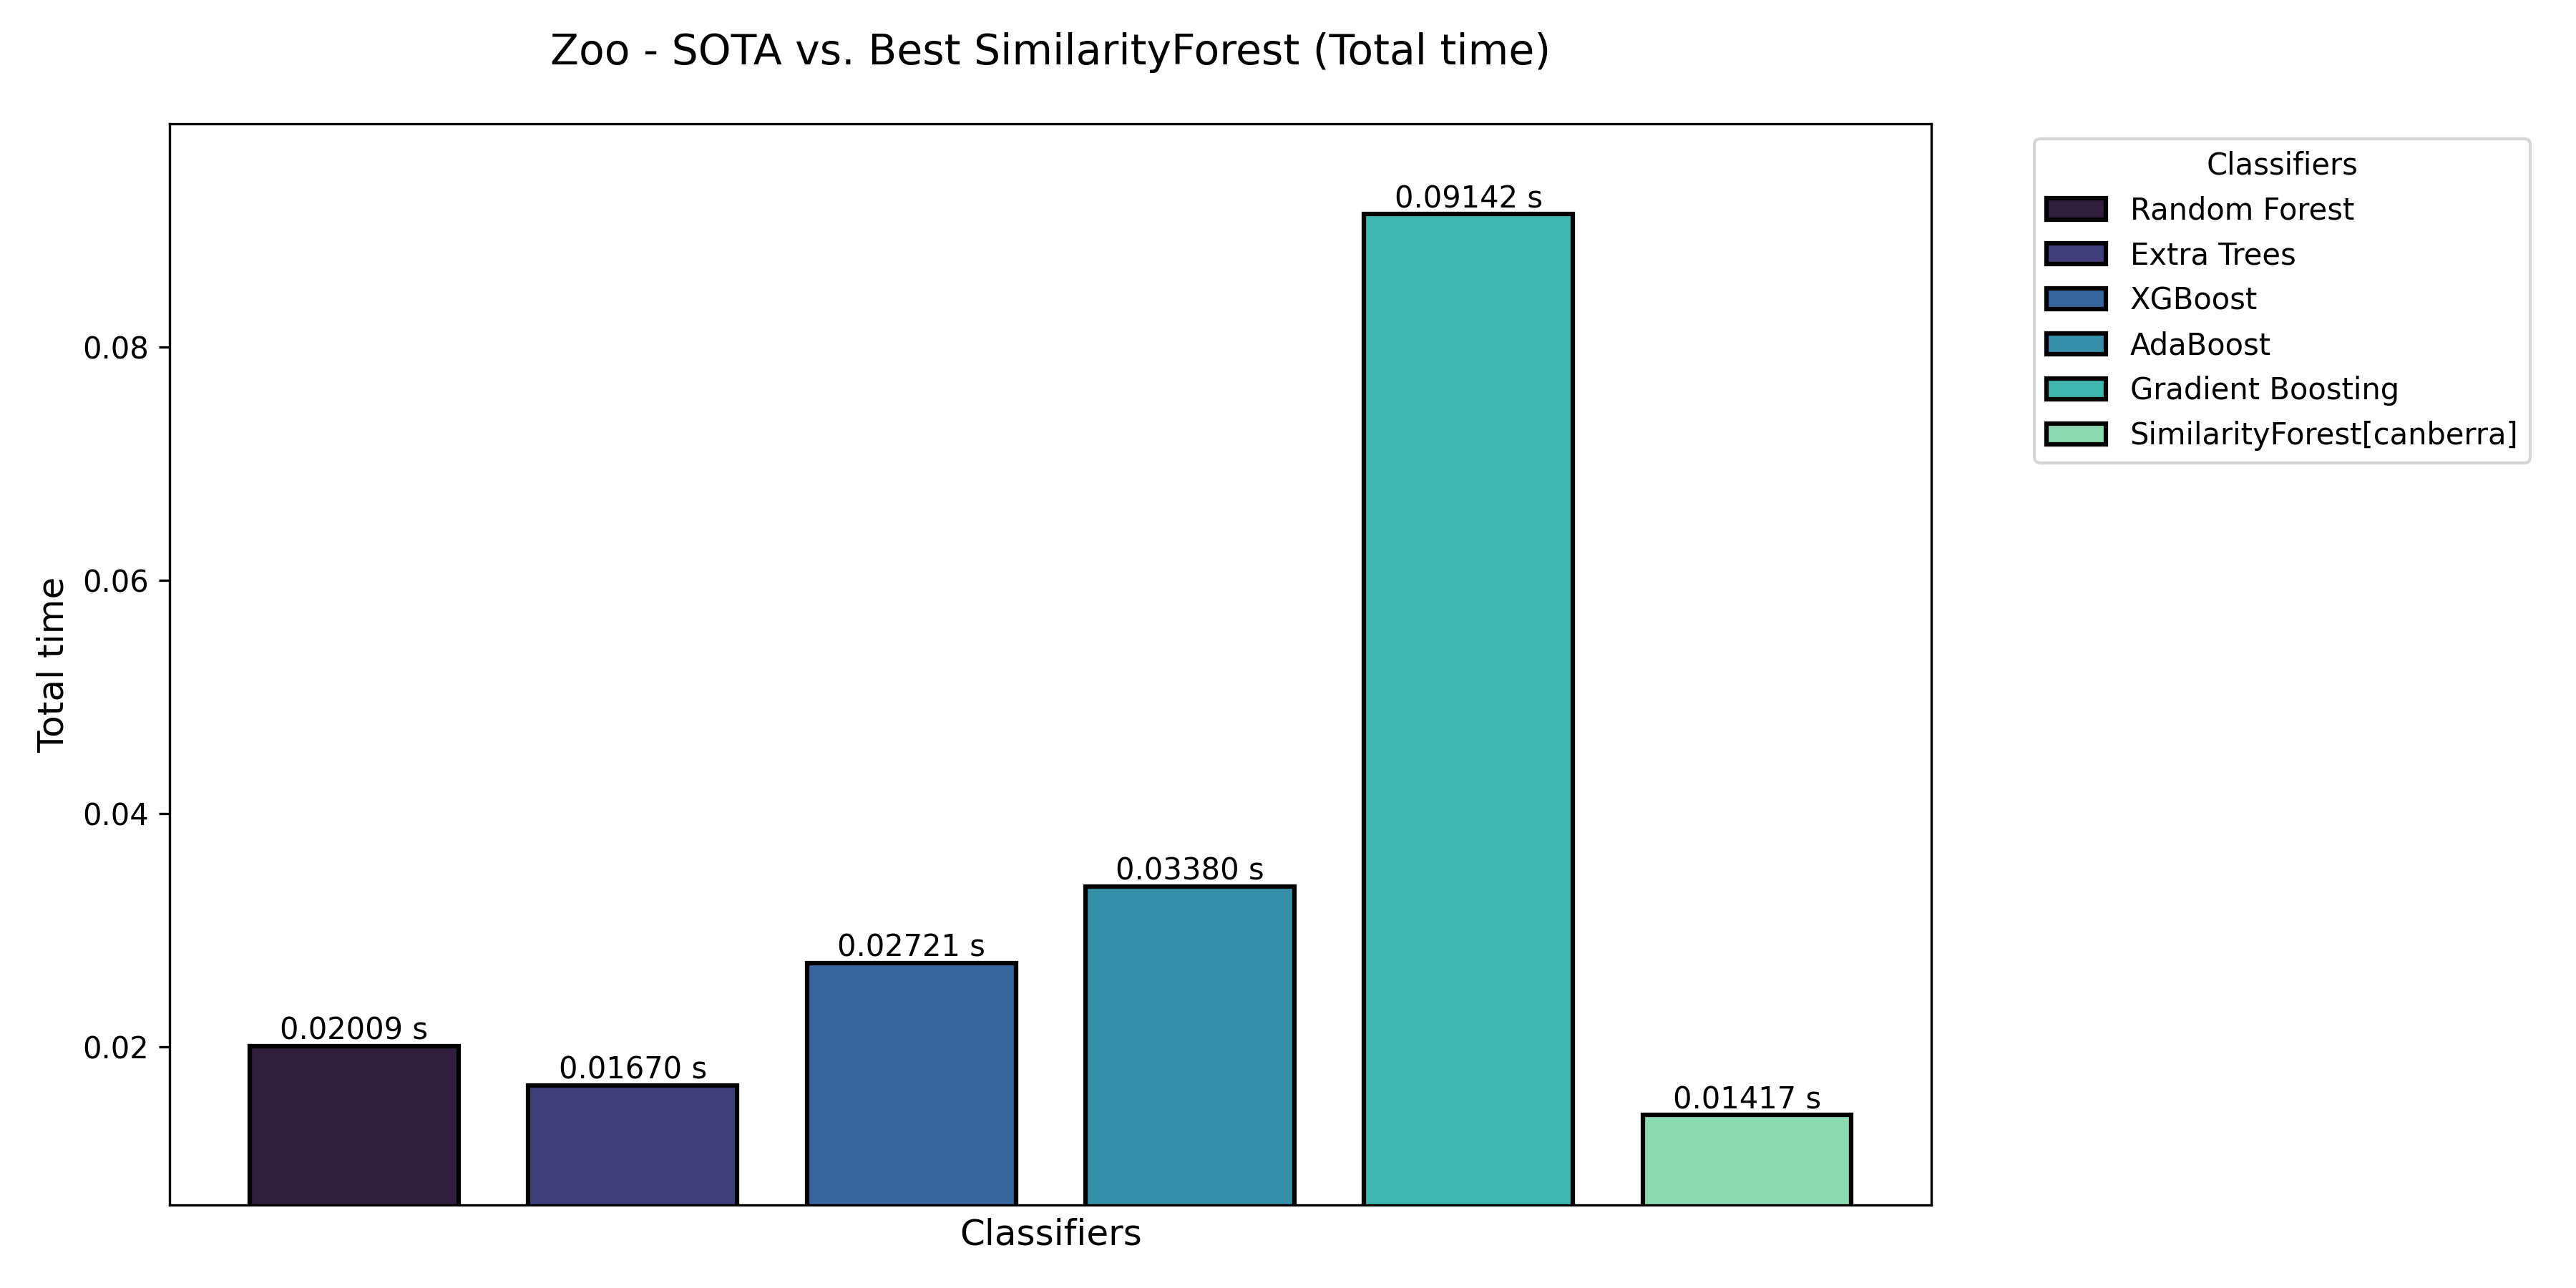 Zoo - SOTA vs. Best SimilarityForest (Total time)
Total time
0.08
0.06
0.04
0.02
0.02009 s
0.01670 s
0.02721 s
0.03380 s
0.09142 s
0.01417 s
Classifiers
Classifiers
Random Forest
Extra Trees
XGBoost
AdaBoost
Gradient Boosting
SimilarityForest[canberra]